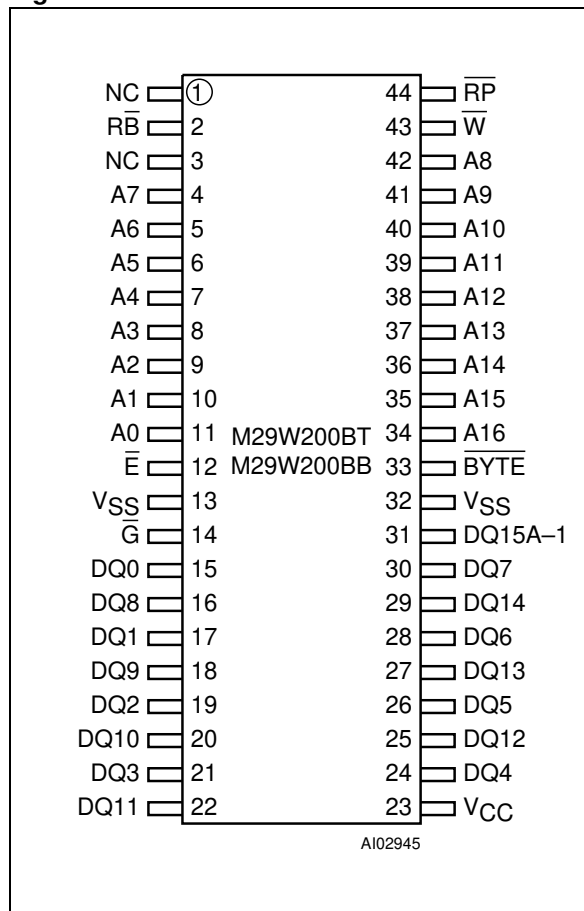 NC 1 44 R̅P̅
RB̅ 2 43 W̅
NC 3 42 A8
A7 4 41 A9
A6 5 40 A10
A5 6 39 A11
A4 7 38 A12
A3 8 37 A13
A2 9 36 A14
A1 10 35 A15
A0 11 M29W200BT 34 A16
E̅ 12 M29W200BB 33 B̅Y̅T̅E̅
VSS 13 32 VSS
G̅ 14 31 DQ15A–1
DQ0 15 30 DQ7
DQ8 16 29 DQ14
DQ1 17 28 DQ6
DQ9 18 27 DQ13
DQ2 19 26 DQ5
DQ10 20 25 DQ12
DQ3 21 24 DQ4
DQ11 22 23 VCC
AI02945